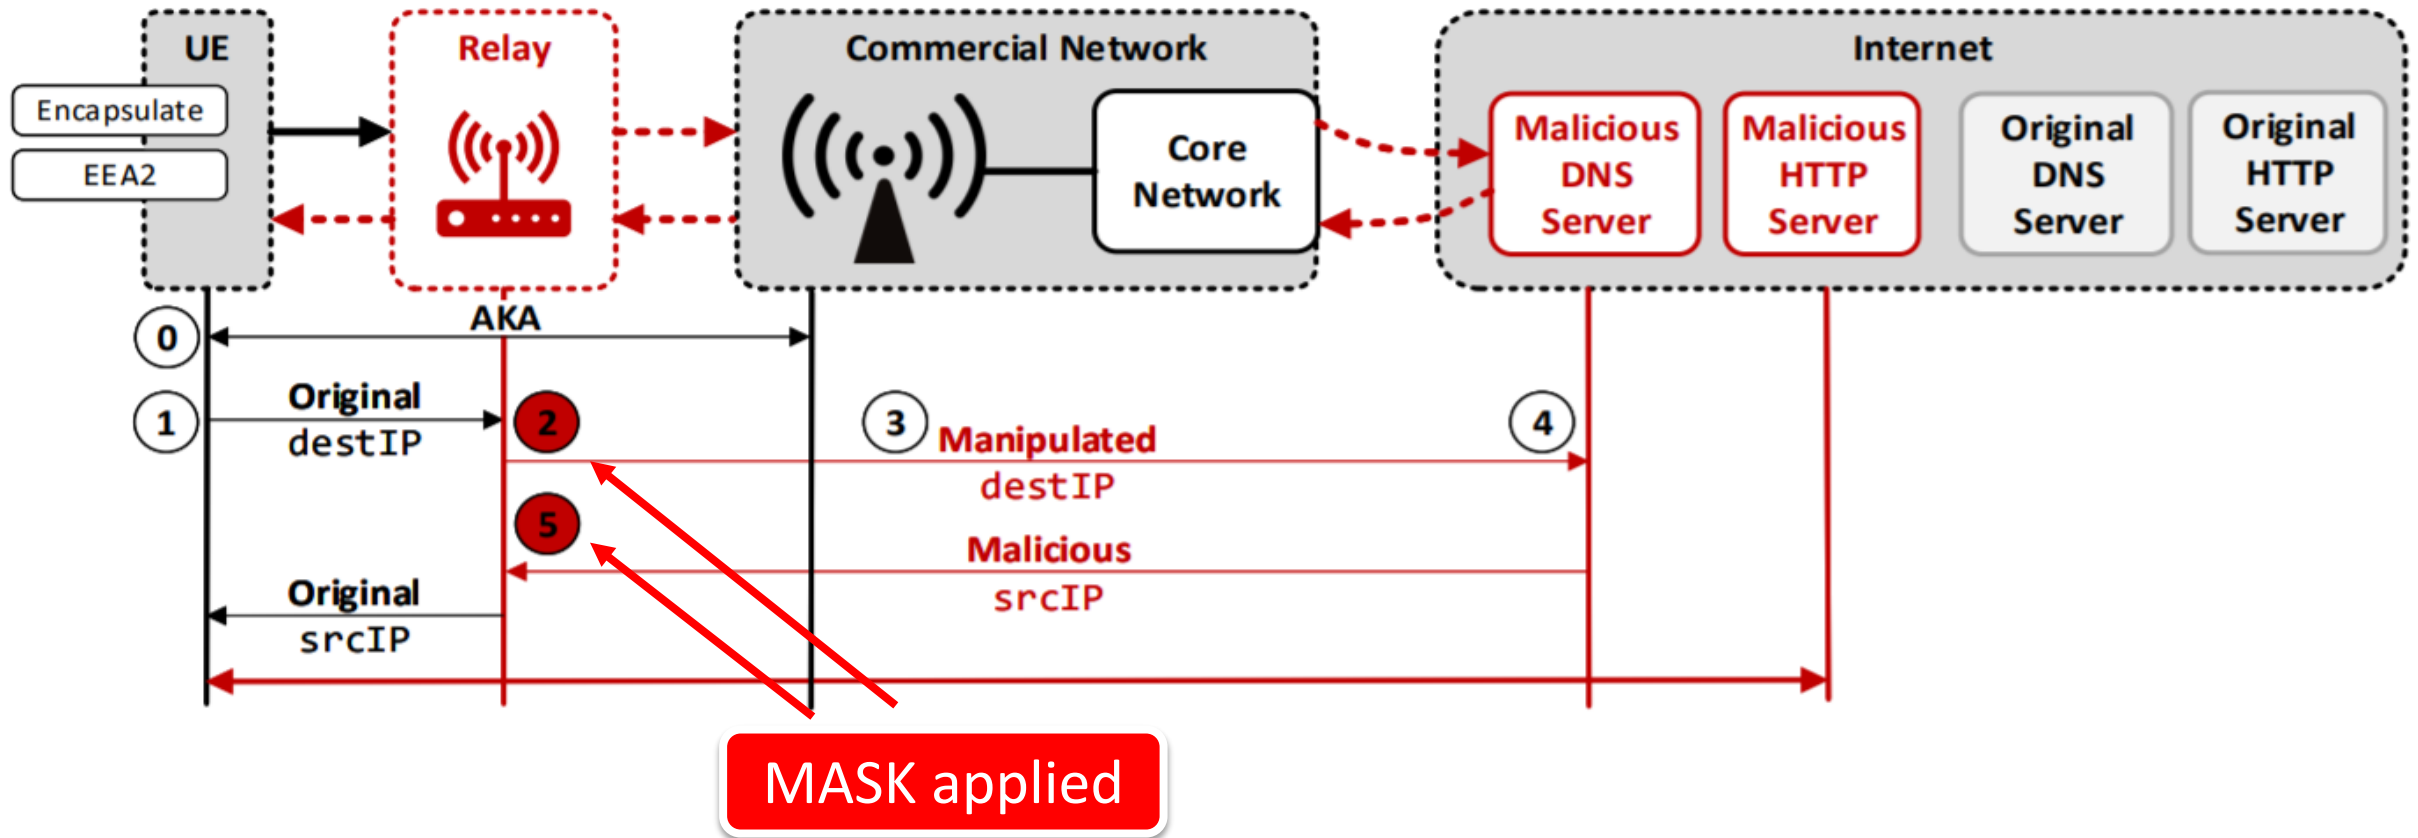 UE
Encapsulate
EEA2
Relay
Commercial Network
Core
Network
Internet
Malicious
DNS
Server
Malicious
HTTP
Server
Original
DNS
Server
Original
HTTP
Server
0
AKA
1
Original
destIP
2
3
Manipulated
destIP
4
5
Malicious
srcIP
Original
srcIP
MASK applied